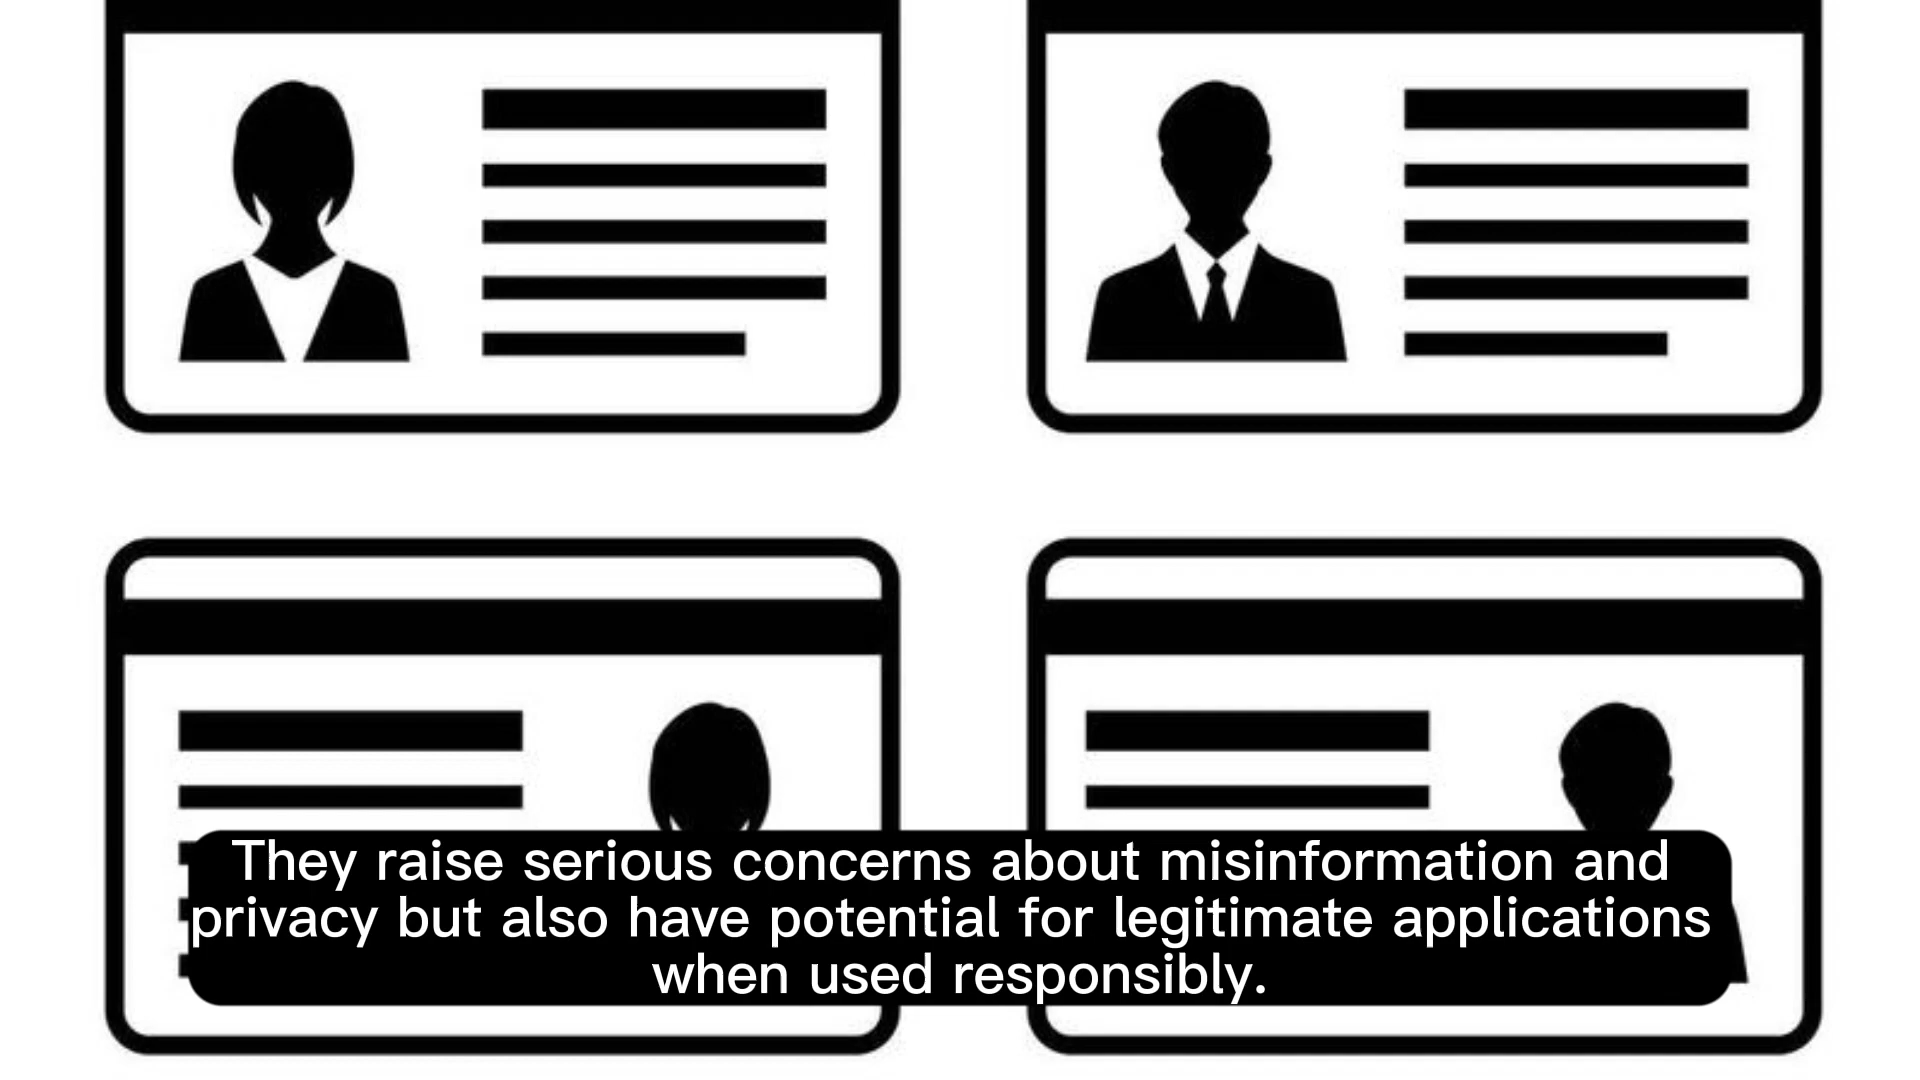 They raise serious concerns about misinformation and
privacy but also have potential for legitimate applications
when used responsibly.